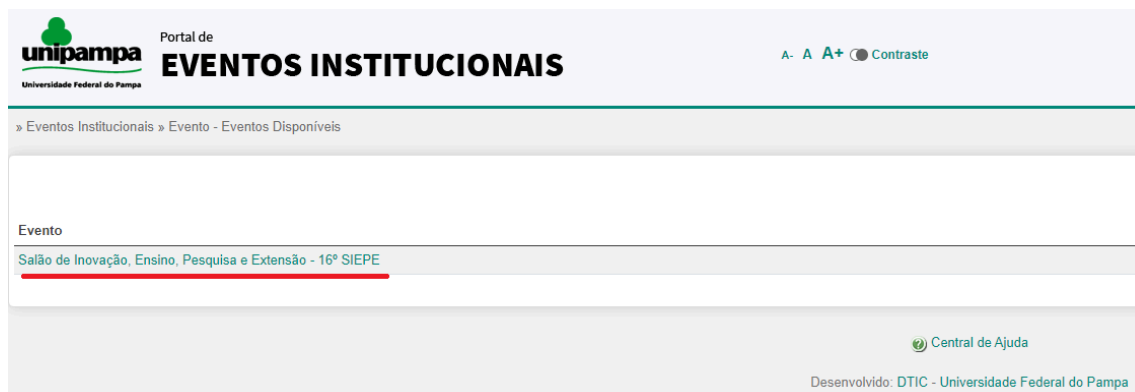 unipampa
Universidade Federal do Pampa
Portal de
EVENTOS INSTITUCIONAIS
A- A A+ Contraste
» Eventos Institucionais » Evento - Eventos Disponíveis
Evento
Salão de Inovação, Ensino, Pesquisa e Extensão - 16º SIEPE
Central de Ajuda
Desenvolvido: DTIC - Universidade Federal do Pampa